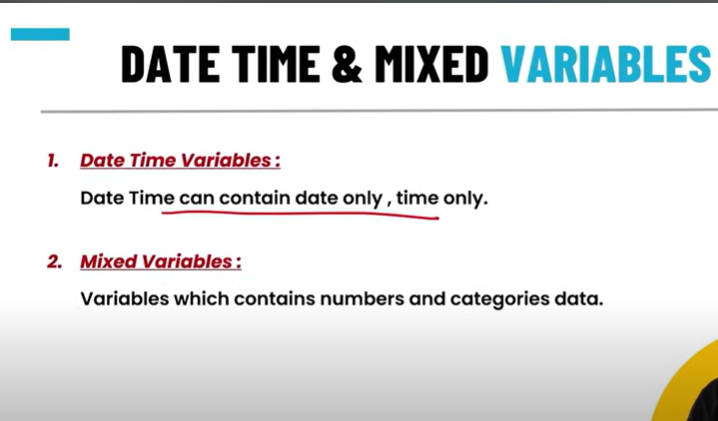 DATE TIME & MIXED VARIABLES
1. Date Time Variables :
Date Time can contain date only , time only.
2. Mixed Variables :
Variables which contains numbers and categories data.